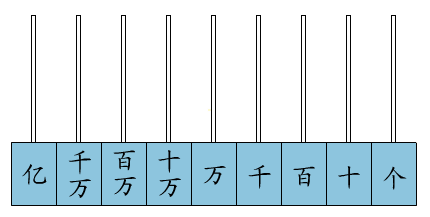 亿 千万 百万 十万 万 千 百 十 个